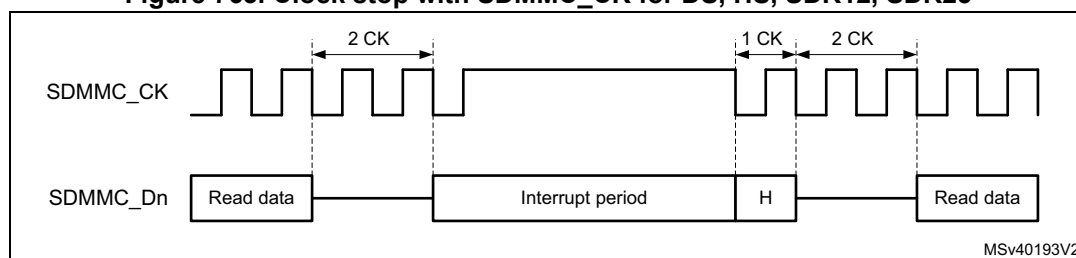 Figure 763. Clock stop with SDMMC_CK for DS, HS, SDR12, SDR25
2 CK
1 CK
2 CK
SDMMC_CK
SDMMC_Dn
Read data
Interrupt period
H
Read data
MSv40193V2